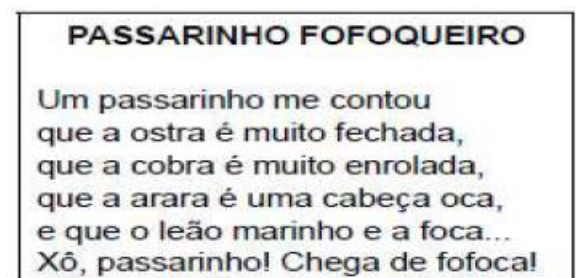 PASSARINHO FOFOQUEIRO
Um passarinho me contou
que a ostra é muito fechada,
que a cobra é muito enrolada,
que a arara é uma cabeça oca,
e que o leão marinho e a foca...
Xô, passarinho! Chega de fofoca!